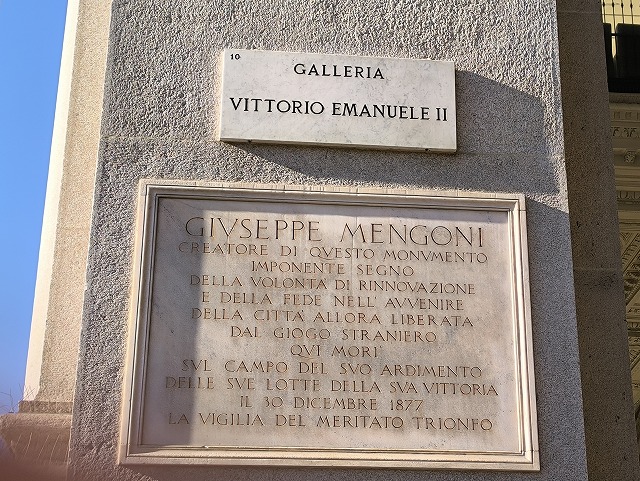 10
GALLERIA
VITTORIO EMANUELE II
GIVSEPPE MENGONI
CREATORE DI QVESTO MONVMENTO
IMPONENTE SEGNO
DELLA VOLONTÀ DI RINNOVAZIONE
E DELLA FEDE NELL' AVVENIRE
DELLA CITTÀ ALLORA LIBERATA
DAL GIOGO STRANIERO
QVI MORÌ
SVL CAMPO DEL SVO ARDIMENTO
DELLE SVE LOTTE DELLA SVA VITTORIA
IL 30 DICEMBRE 1877
LA VIGILIA DEL MERITATO TRIONFO